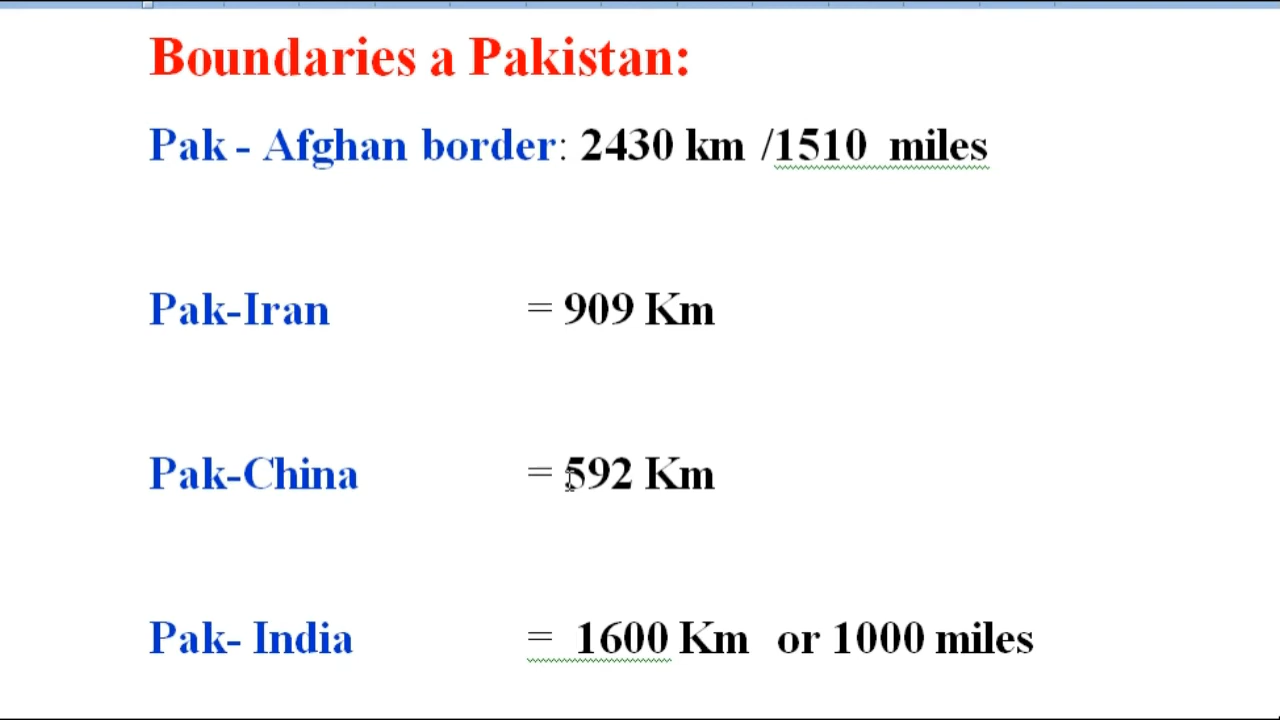 Boundaries a Pakistan:
Pak - Afghan border: 2430 km /1510 miles
Pak-Iran = 909 Km
Pak-China = 592 Km
Pak- India = 1600 Km or 1000 miles